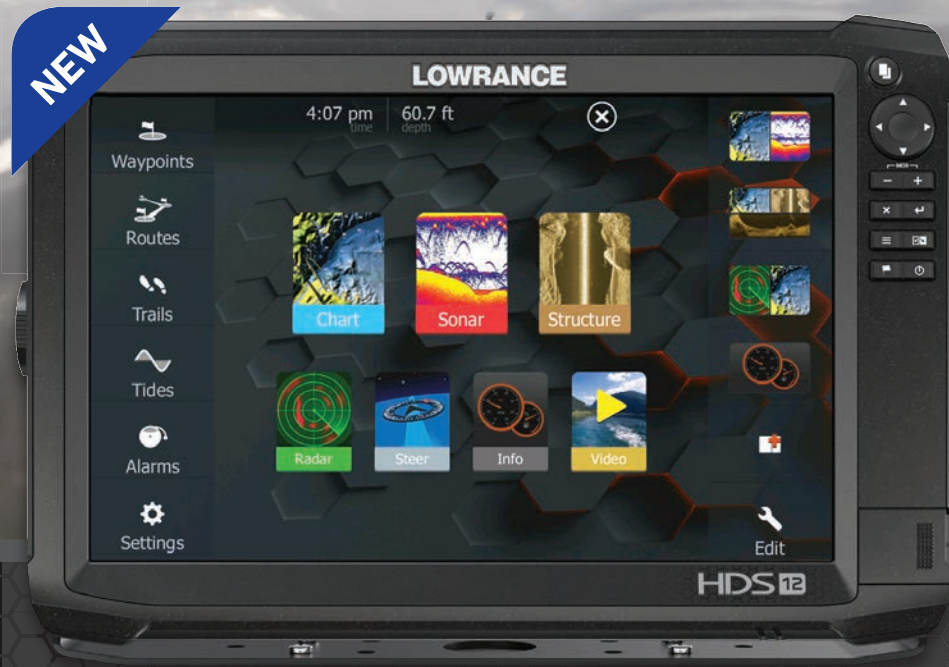 NEW
LOWRANCE
4:07 pm
time
60.7 ft
depth
Waypoints
Routes
Trails
Tides
Alarms
Settings
Chart
Sonar
Structure
Radar
Steer
Info
Video
Edit
MOB
HDS 12